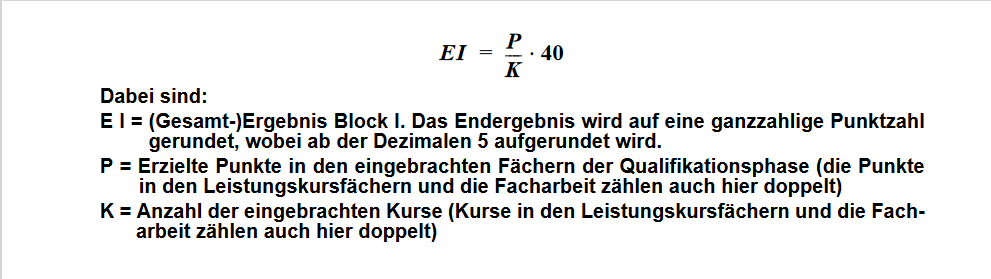 EI = P/K · 40
Dabei sind:
E I = (Gesamt-)Ergebnis Block I. Das Endergebnis wird auf eine ganzzahlige Punktzahl
gerundet, wobei ab der Dezimalen 5 aufgerundet wird.
P = Erzielte Punkte in den eingebrachten Fächern der Qualifikationsphase (die Punkte
in den Leistungskursfächern und die Facharbeit zählen auch hier doppelt)
K = Anzahl der eingebrachten Kurse (Kurse in den Leistungskursfächern und die Fach-
arbeit zählen auch hier doppelt)